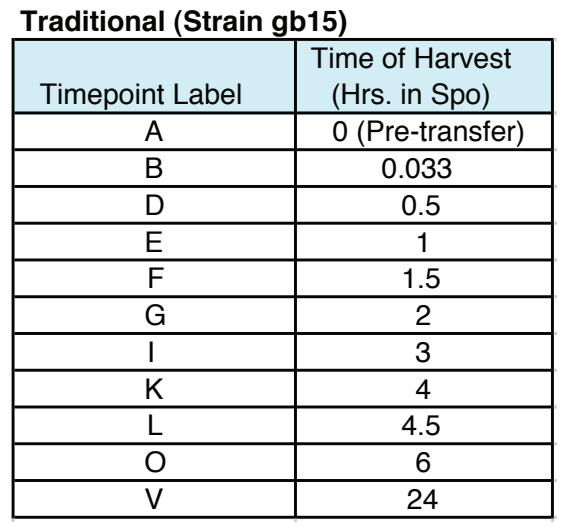 Traditional (Strain gb15)
Timepoint Label Time of Harvest (Hrs. in Spo)
A 0 (Pre-transfer)
B 0.033
D 0.5
E 1
F 1.5
G 2
I 3
K 4
L 4.5
O 6
V 24